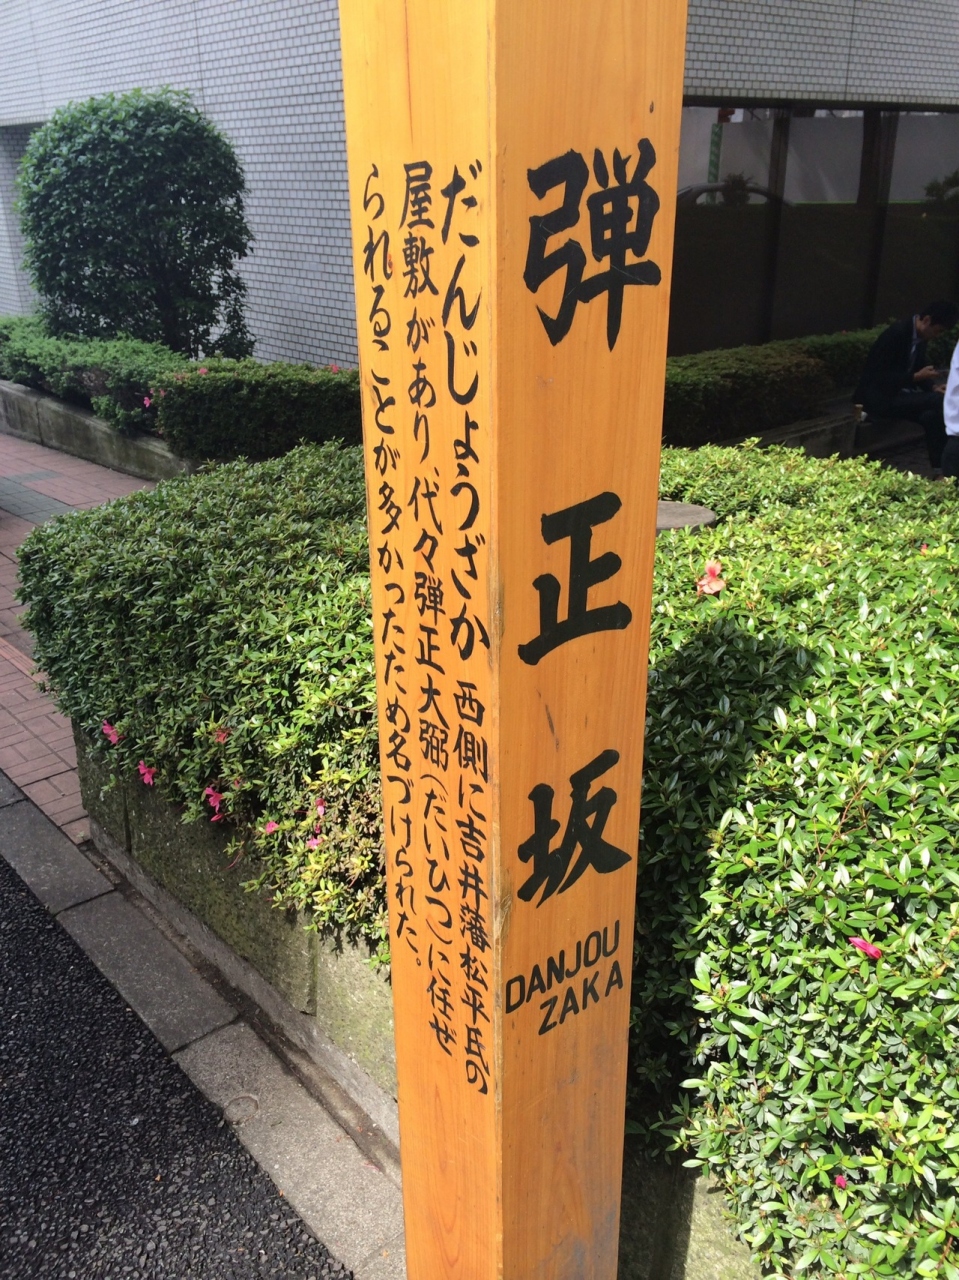 弾正坂
DANJOU
ZAKA
だんじょうざか 西側に吉井藩松平氏の
屋敷があり、代々弾正大弼(だいひつ)に任ぜ
られることが多かったため名づけられた。